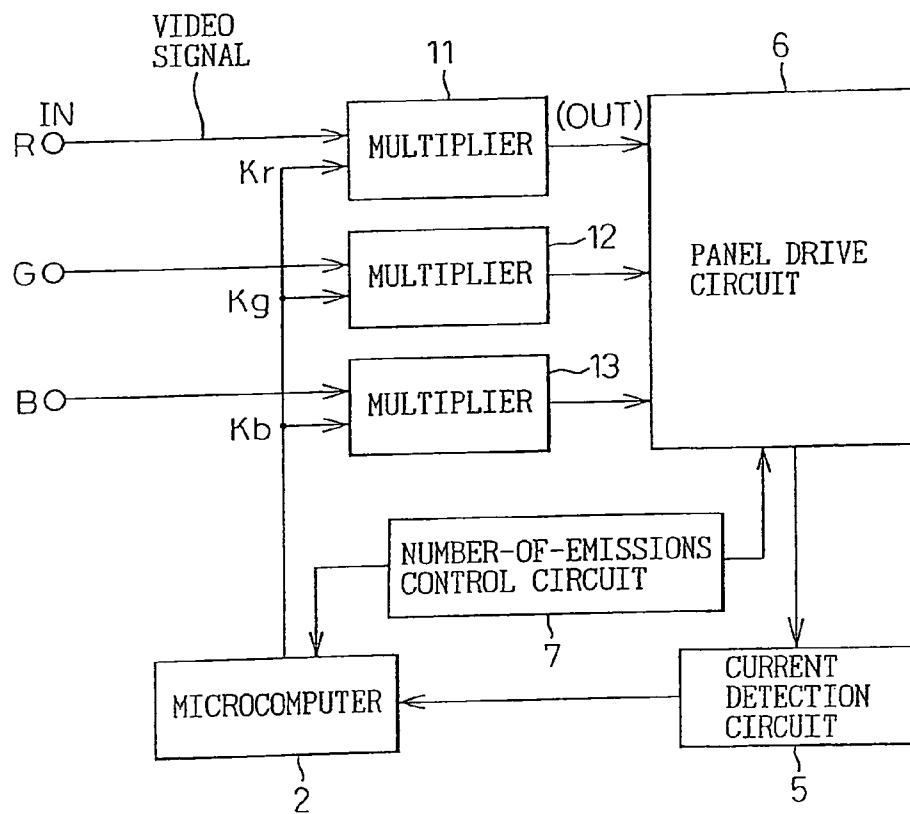 VIDEO
SIGNAL
11
6
IN
R
MULTIPLIER
(OUT)
Kr
12
G
MULTIPLIER
PANEL DRIVE
CIRCUIT
Kg
13
B
MULTIPLIER
Kb
NUMBER-OF-EMISSIONS
CONTROL CIRCUIT
7
MICROCOMPUTER
CURRENT
DETECTION
CIRCUIT
2
5